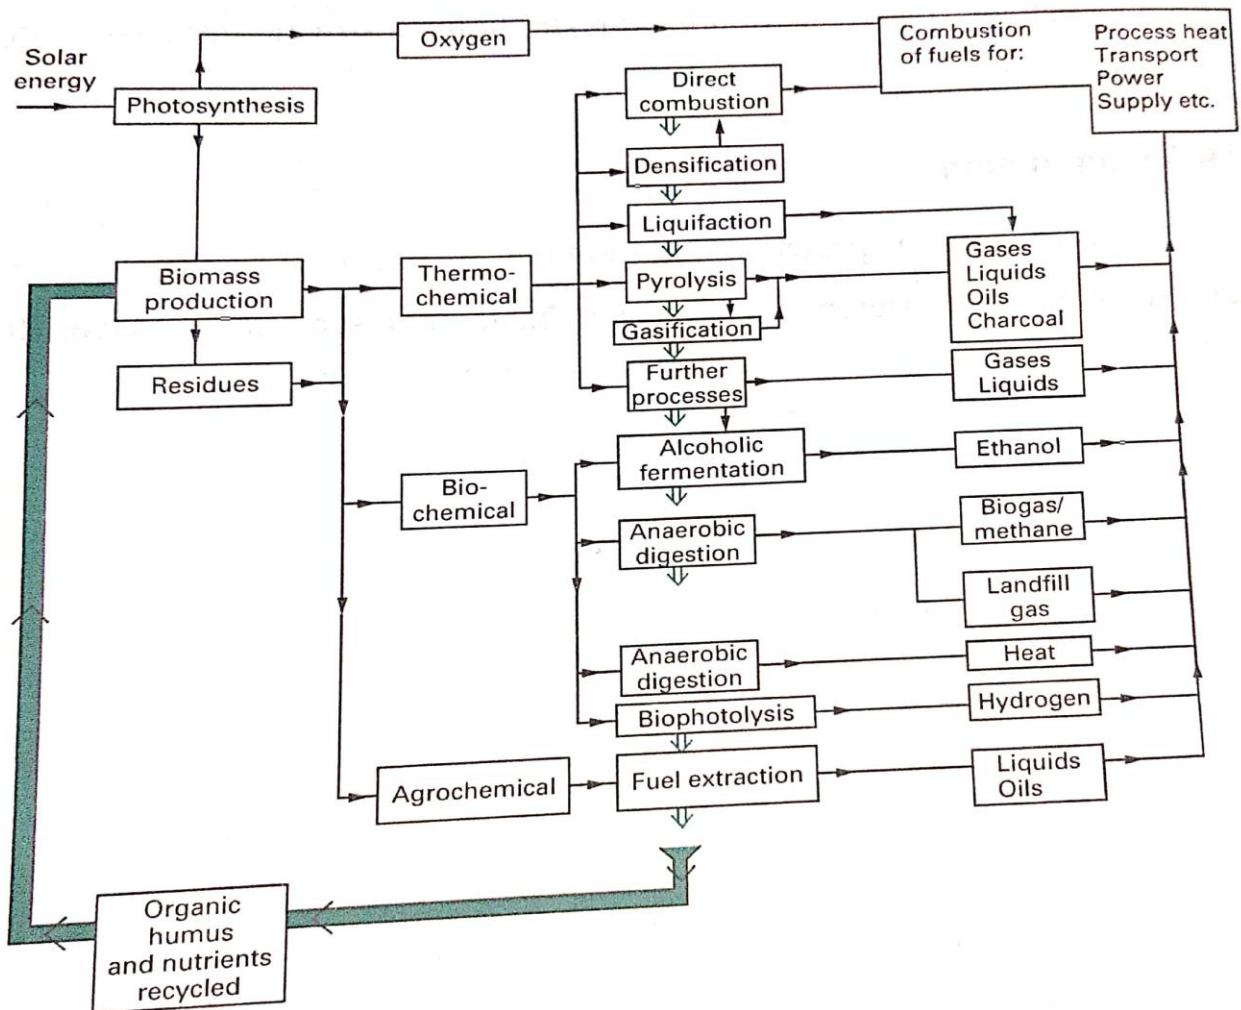 Solar
energy
Photosynthesis
Oxygen
Combustion
of fuels for:
Process heat
Transport
Power
Supply etc.
Direct
combustion
Densification
Liquifaction
Biomass
production
Thermo-
chemical
Pyrolysis
Gases
Liquids
Oils
Charcoal
Gasification
Residues
Further
processes
Gases
Liquids
Alcoholic
fermentation
Ethanol
Bio-
chemical
Anaerobic
digestion
Biogas/
methane
Landfill
gas
Anaerobic
digestion
Heat
Biophotolysis
Hydrogen
Agrochemical
Fuel extraction
Liquids
Oils
Organic
humus
and nutrients
recycled